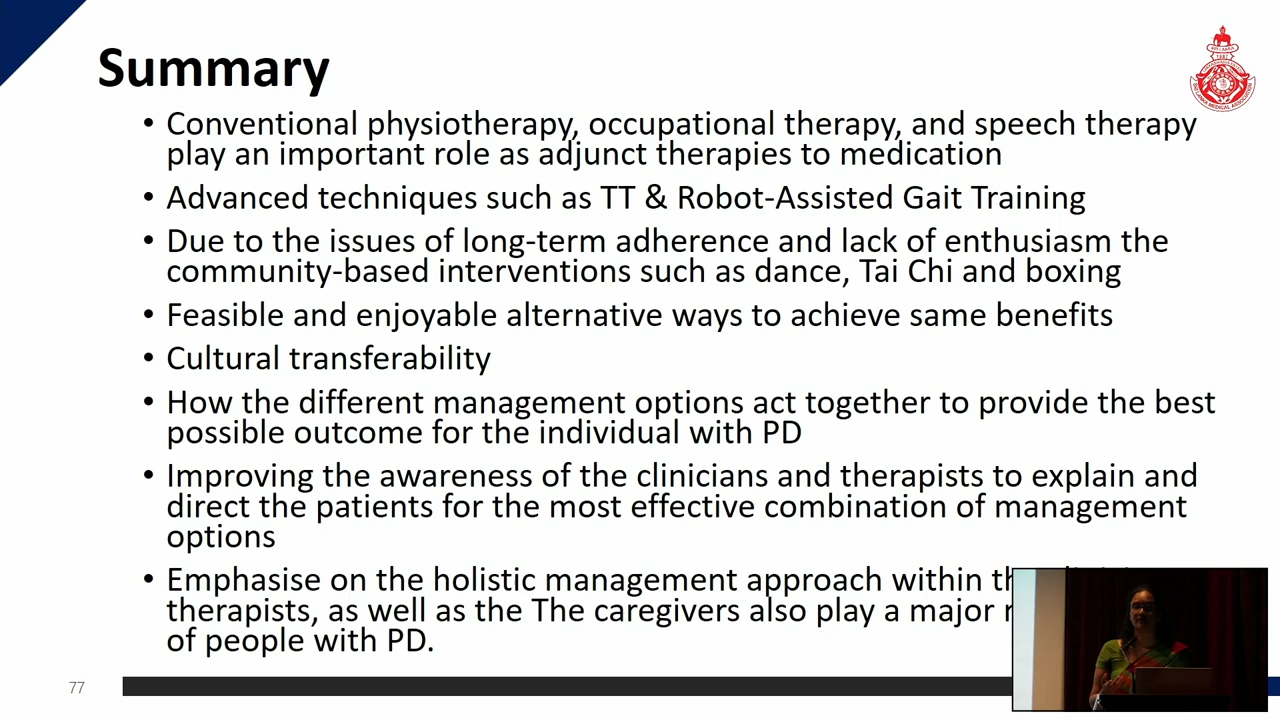 Summary
• Conventional physiotherapy, occupational therapy, and speech therapy
play an important role as adjunct therapies to medication
• Advanced techniques such as TT & Robot-Assisted Gait Training
• Due to the issues of long-term adherence and lack of enthusiasm the
community-based interventions such as dance, Tai Chi and boxing
• Feasible and enjoyable alternative ways to achieve same benefits
• Cultural transferability
• How the different management options act together to provide the best
possible outcome for the individual with PD
• Improving the awareness of the clinicians and therapists to explain and
direct the patients for the most effective combination of management
options
• Emphasise on the holistic management approach within
therapists, as well as the The caregivers also play a major
of people with PD.
77